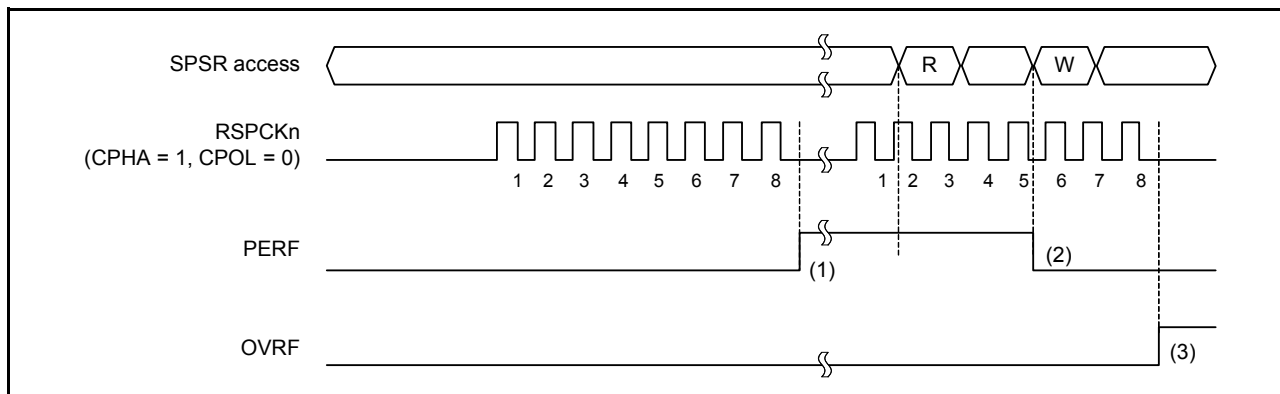 SPSR access
R
W
RSPCKn
(CPHA = 1, CPOL = 0)
1 2 3 4 5 6 7 8 1 2 3 4 5 6 7 8
PERF
(1)
(2)
OVRF
(3)